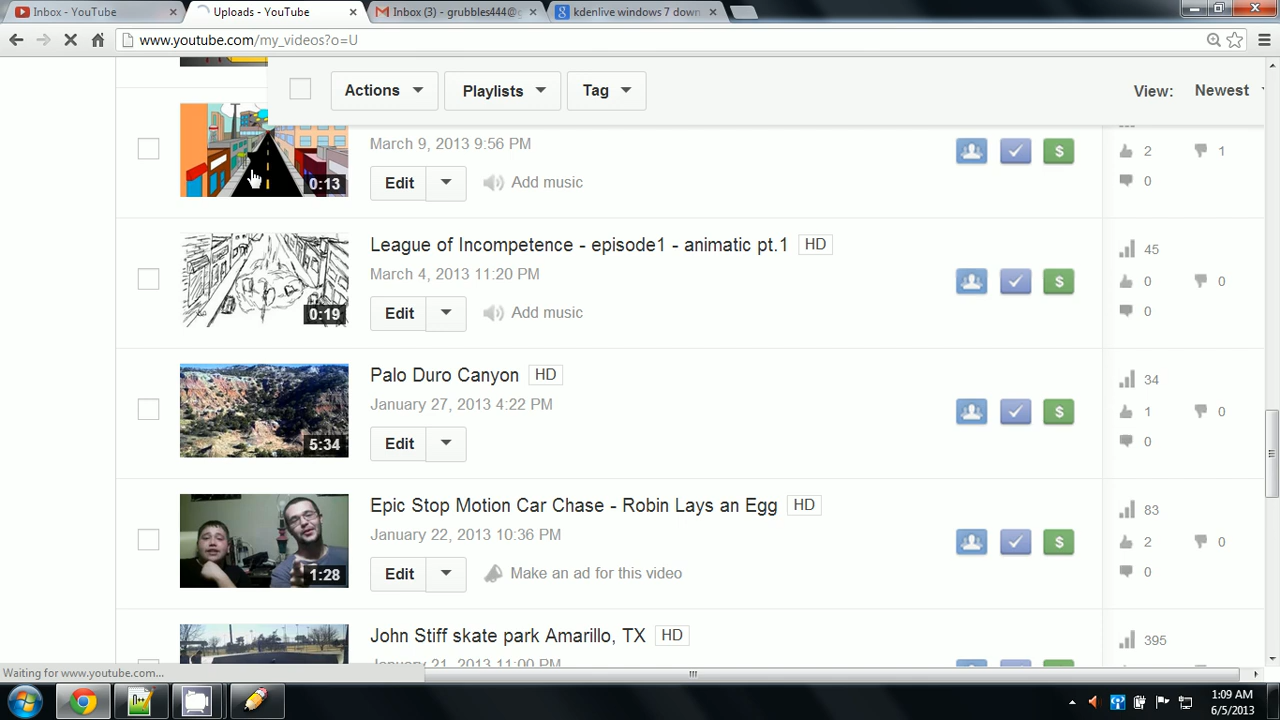 Inbox - YouTube
Uploads - YouTube
Inbox (3) - grubbles444@g
kdenlive windows 7 down
www.youtube.com/my_videos?o=U
Actions
Playlists
Tag
View:
Newest
March 9, 2013 9:56 PM
2
1
0:13
Edit
Add music
0
League of Incompetence - episode1 - animatic pt.1
HD
45
March 4, 2013 11:20 PM
$
0
0
0:19
Edit
Add music
0
Palo Duro Canyon
HD
34
January 27, 2013 4:22 PM
$
1
0
5:34
Edit
0
Epic Stop Motion Car Chase - Robin Lays an Egg
HD
83
January 22, 2013 10:36 PM
$
2
0
1:28
Edit
Make an ad for this video
0
John Stiff skate park Amarillo, TX
HD
395
January 21, 2013 11:00 PM
Waiting for www.youtube.com...
1:09 AM
6/5/2013